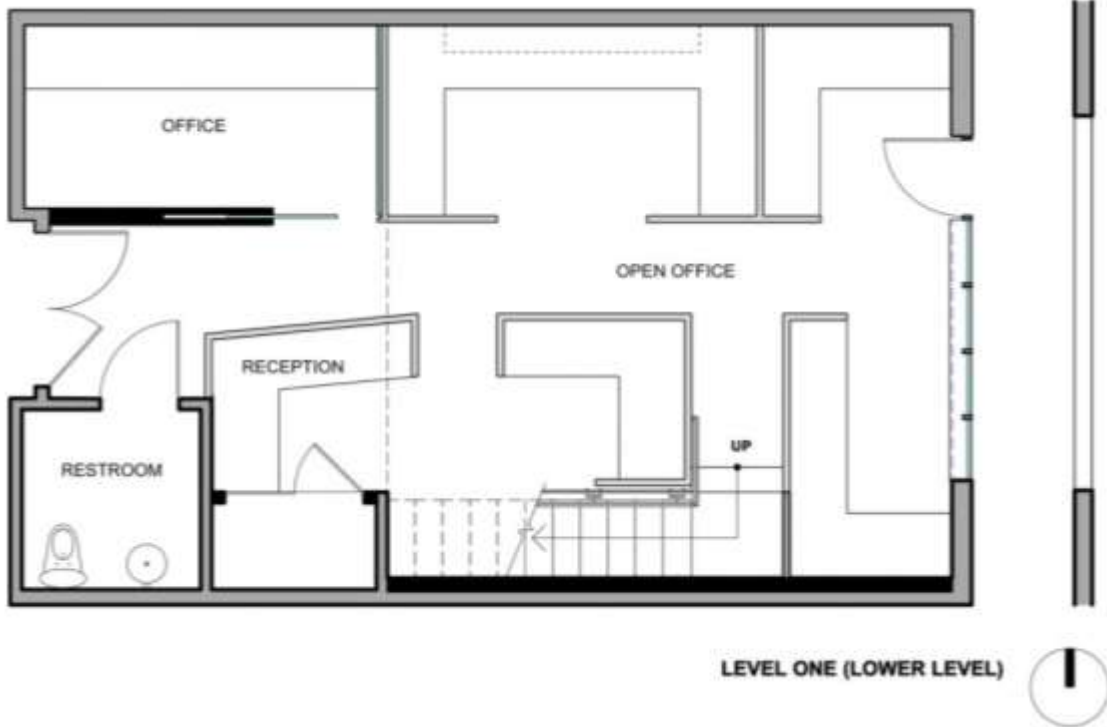 OFFICE
OPEN OFFICE
RECEPTION
UP
RESTROOM
LEVEL ONE (LOWER LEVEL)